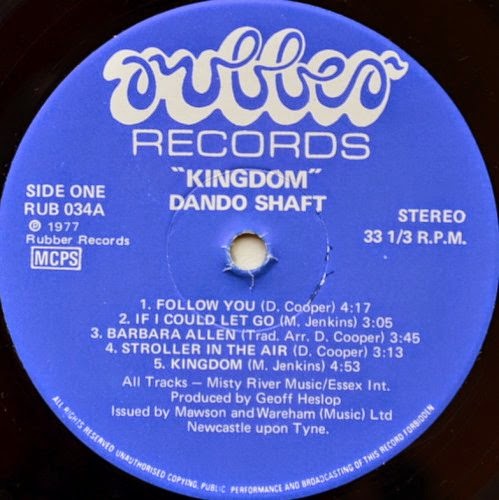 rubber
RECORDS
"KINGDOM"
DANDO SHAFT
SIDE ONE
RUB 034A
℗ 1977
Rubber Records
MCPS
STEREO
33 1/3 R.P.M.
1. FOLLOW YOU (D. Cooper) 4:17
2. IF I COULD LET GO (M. Jenkins) 3:05
3. BARBARA ALLEN (Trad. Arr. D. Cooper) 3:45
4. STROLLER IN THE AIR (D. Cooper) 3:13
5. KINGDOM (M. Jenkins) 4:53
All Tracks — Misty River Music/Essex Int.
Produced by Geoff Heslop
Issued by Mawson and Wareham (Music) Ltd
Newcastle upon Tyne.
ALL RIGHTS RESERVED UNAUTHORISED COPYING, PUBLIC PERFORMANCE AND BROADCASTING OF THIS RECORD FORBIDDEN